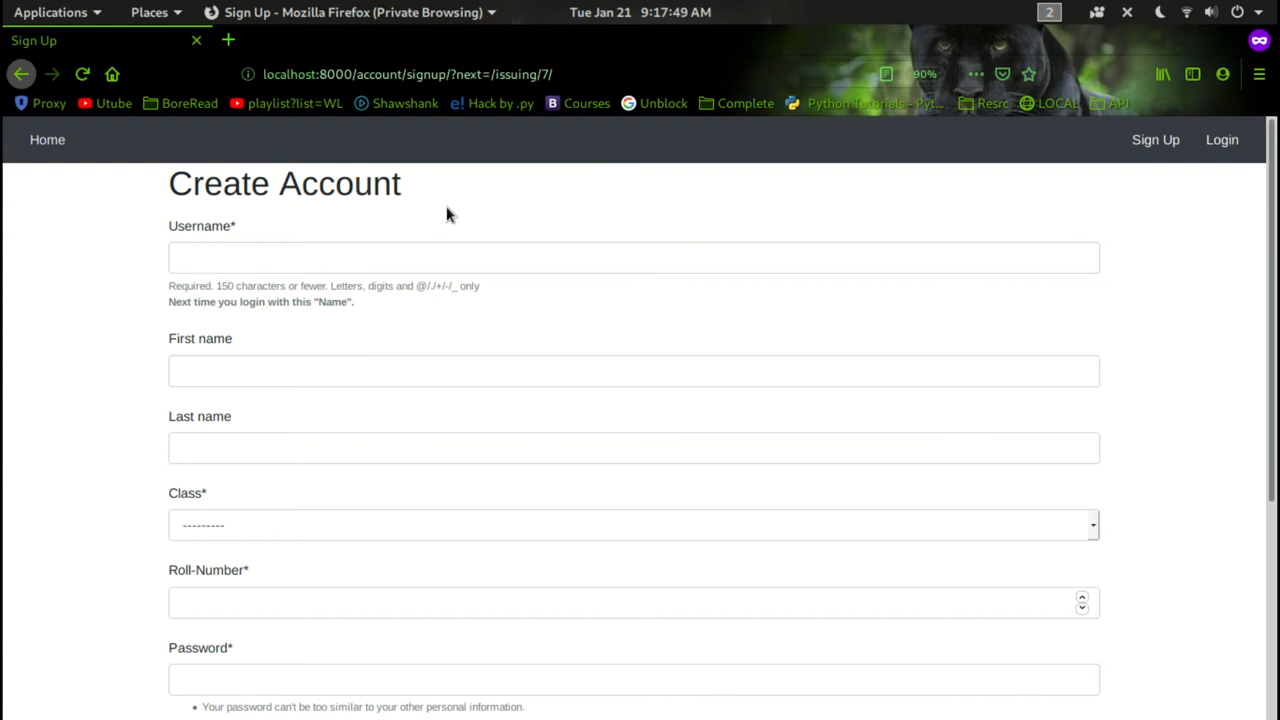 Applications Places Sign Up - Mozilla Firefox (Private Browsing) Tue Jan 21 9:17:49 AM 2
Sign Up
localhost:8000/account/signup/?next=/issuing/7/ 90%
Proxy Utube BoreRead playlist?list=WL Shawshank e! Hack by .py B Courses G Unblock Complete Python Tutorials - Pyt... Resrc LOCAL API
Home Sign Up Login
Create Account
Username*
Required. 150 characters or fewer. Letters, digits and @/./+/-/_ only
Next time you login with this "Name".
First name
Last name
Class*
---------
Roll-Number*
Password*
Your password can't be too similar to your other personal information.